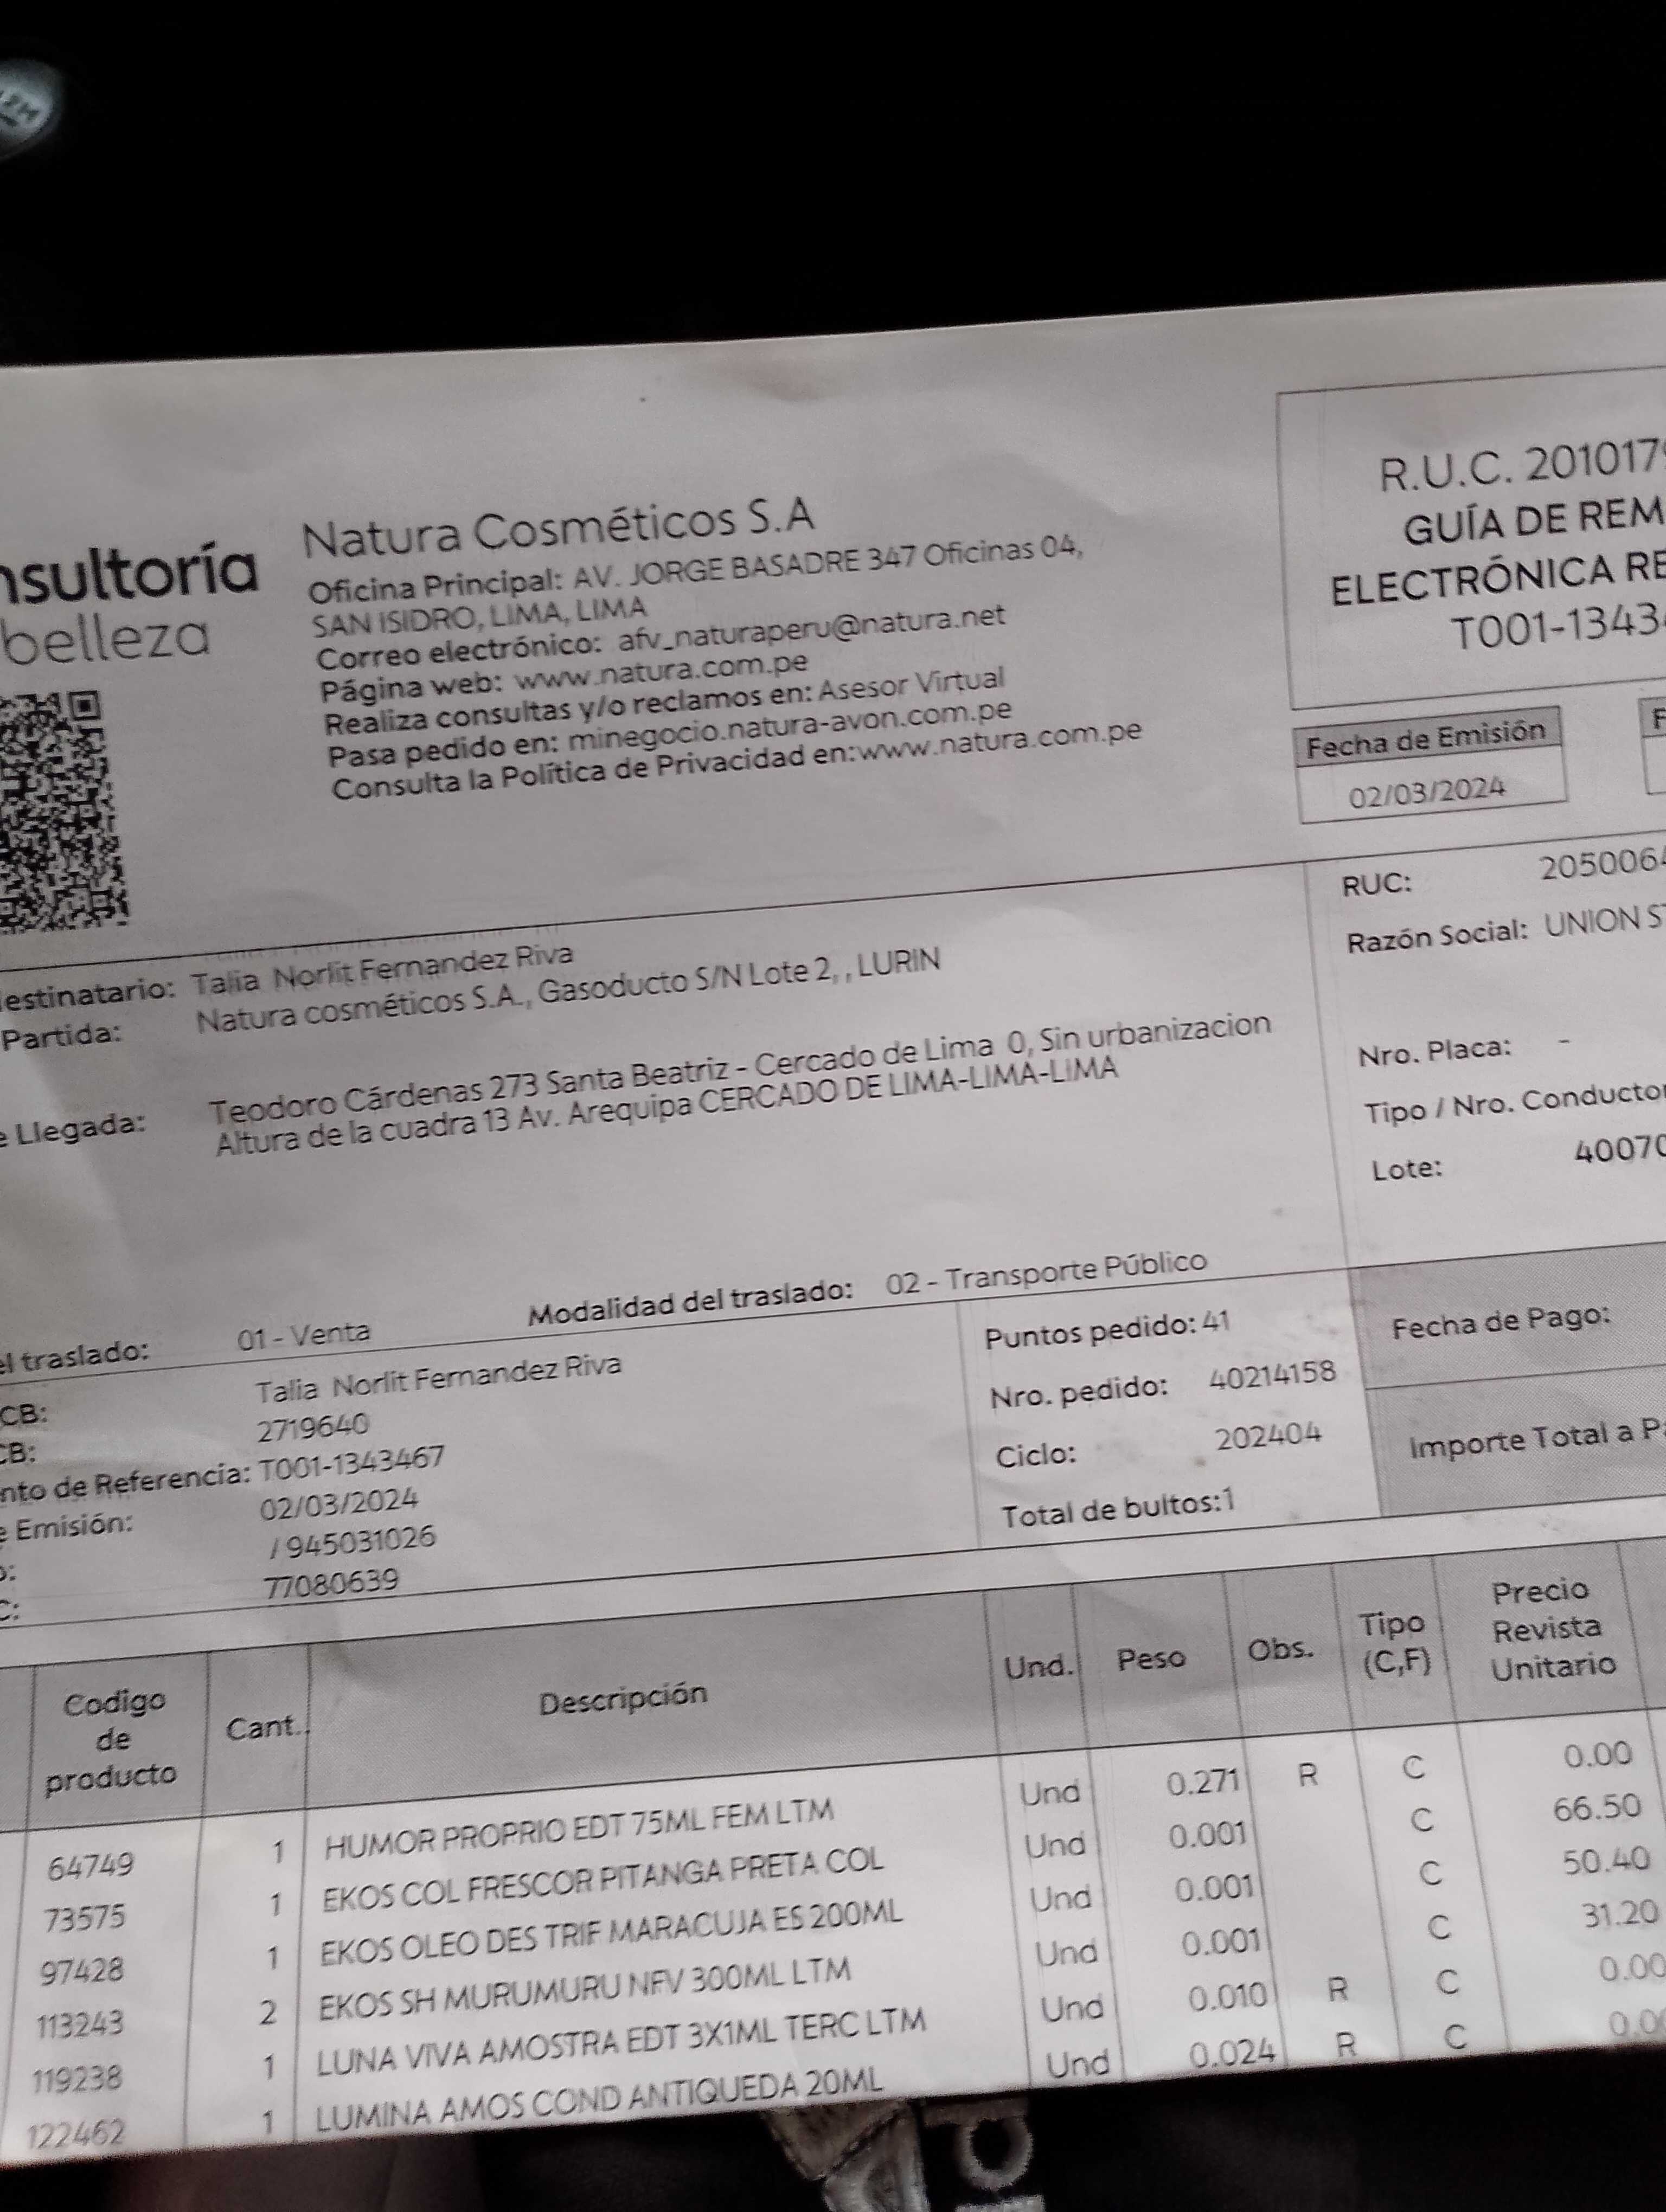 nsultoría
belleza
Natura Cosméticos S.A
Oficina Principal: AV. JORGE BASADRE 347 Oficinas 04,
SAN ISIDRO, LIMA, LIMA
Correo electrónico: afv_naturaperu@natura.net
Página web: www.natura.com.pe
Realiza consultas y/o reclamos en: Asesor Virtual
Pasa pedido en: minegocio.natura-avon.com.pe
Consulta la Política de Privacidad en:www.natura.com.pe
R.U.C. 2010179
GUÍA DE REM
ELECTRÓNICA RE
T001-1343
Fecha de Emisión
02/03/2024
F
estinatario: Talia Norlit Fernandez Riva
Partida: Natura cosméticos S.A., Gasoducto S/N Lote 2, , LURIN
e Llegada: Teodoro Cárdenas 273 Santa Beatriz - Cercado de Lima 0, Sin urbanizacion
Altura de la cuadra 13 Av. Arequipa CERCADO DE LIMA-LIMA-LIMA
RUC: 2050064
Razón Social: UNION S
Nro. Placa: -
Tipo / Nro. Conductor
Lote: 40070
el traslado: 01 - Venta Modalidad del traslado: 02 - Transporte Público
CB: Talia Norlit Fernandez Riva
CB: 2719640
nto de Referencia: T001-1343467
e Emisión: 02/03/2024
o: / 945031026
C: 77080639
Puntos pedido: 41
Nro. pedido: 40214158
Ciclo: 202404
Total de bultos:1
Fecha de Pago:
Importe Total a Pa
Codigo de producto Cant. Descripción Und. Peso Obs. Tipo (C,F) Precio Revista Unitario
64749 1 HUMOR PROPRIO EDT 75ML FEM LTM Und 0.271 R C 0.00
73575 1 EKOS COL FRESCOR PITANGA PRETA COL Und 0.001 C 66.50
97428 1 EKOS OLEO DES TRIF MARACUJA ES 200ML Und 0.001 C 50.40
113243 2 EKOS SH MURUMURU NFV 300ML LTM Und 0.001 C 31.20
119238 1 LUNA VIVA AMOSTRA EDT 3X1ML TERC LTM Und 0.010 R C 0.00
122462 1 LUMINA AMOS COND ANTIQUEDA 20ML Und 0.024 R C 0.00